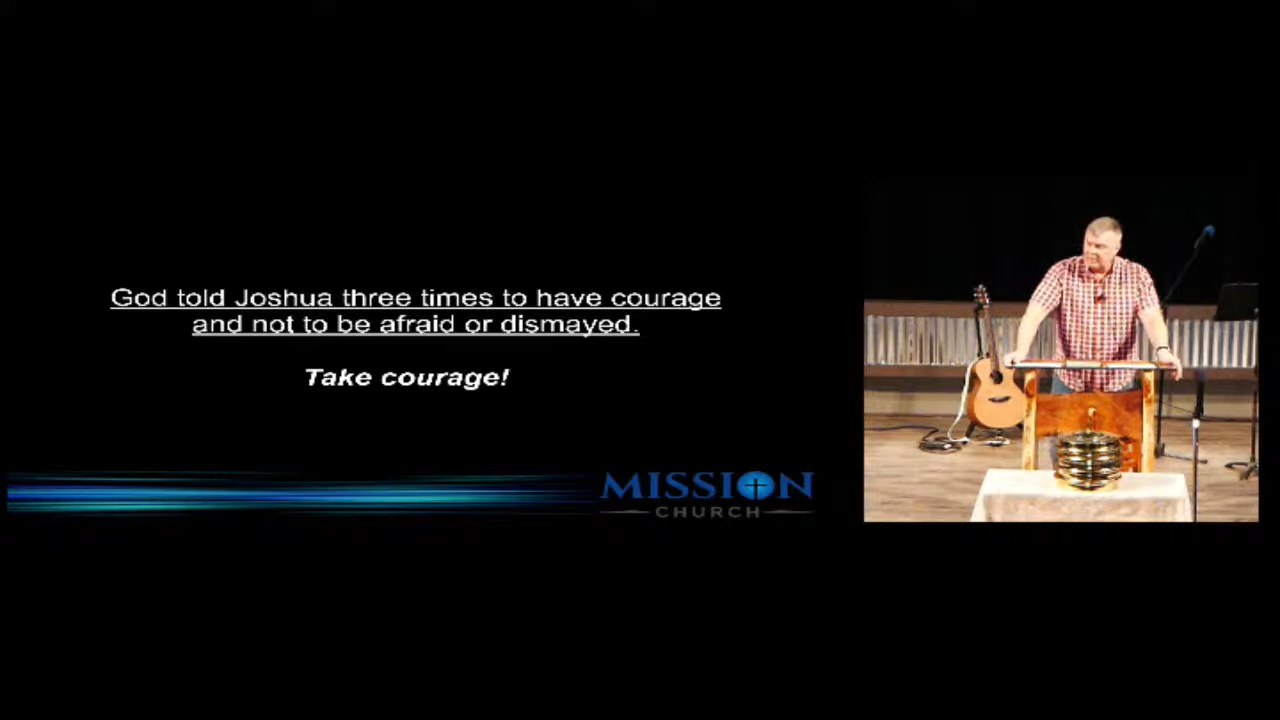 God told Joshua three times to have courage
and not to be afraid or dismayed.
Take courage!
MISSION
CHURCH